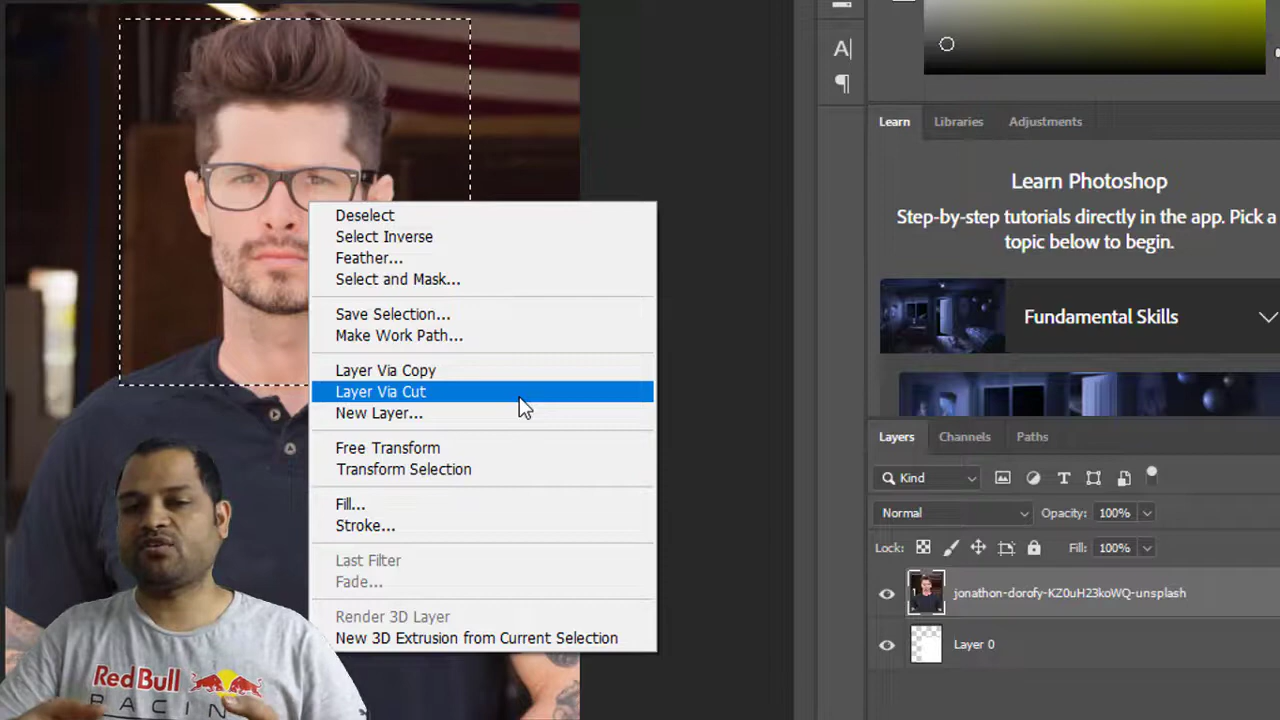 Deselect
Select Inverse
Feather...
Select and Mask...
Save Selection...
Make Work Path...
Layer Via Copy
Layer Via Cut
New Layer...
Free Transform
Transform Selection
Fill...
Stroke...
Last Filter
Fade...
Render 3D Layer
New 3D Extrusion from Current Selection
Red Bull
RACIN
A
¶
Learn Libraries Adjustments
Learn Photoshop
Step-by-step tutorials directly in the app. Pick a
topic below to begin.
Fundamental Skills
Layers Channels Paths
Kind
Normal Opacity: 100%
Lock: Fill: 100%
jonathon-dorofy-KZ0uH23koWQ-unsplash
Layer 0